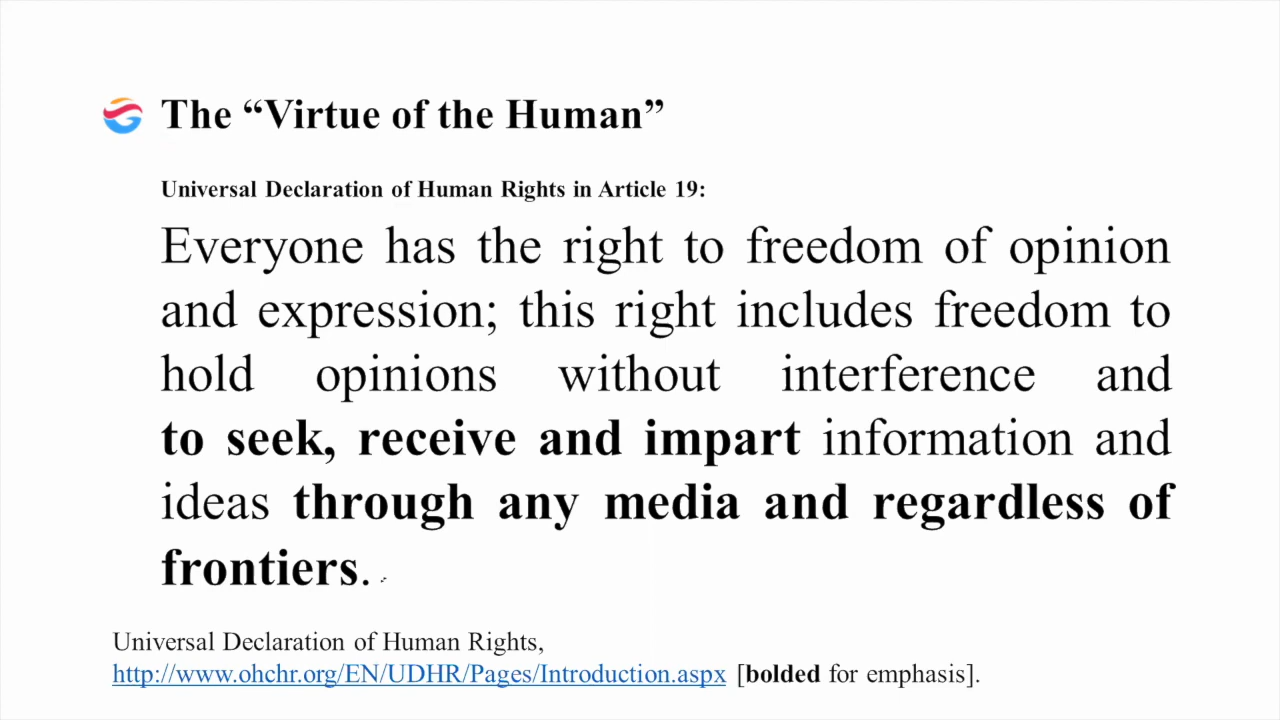 The “Virtue of the Human”
Universal Declaration of Human Rights in Article 19:
Everyone has the right to freedom of opinion
and expression; this right includes freedom to
hold opinions without interference and
to seek, receive and impart information and
ideas through any media and regardless of
frontiers.
Universal Declaration of Human Rights,
http://www.ohchr.org/EN/UDHR/Pages/Introduction.aspx [bolded for emphasis].